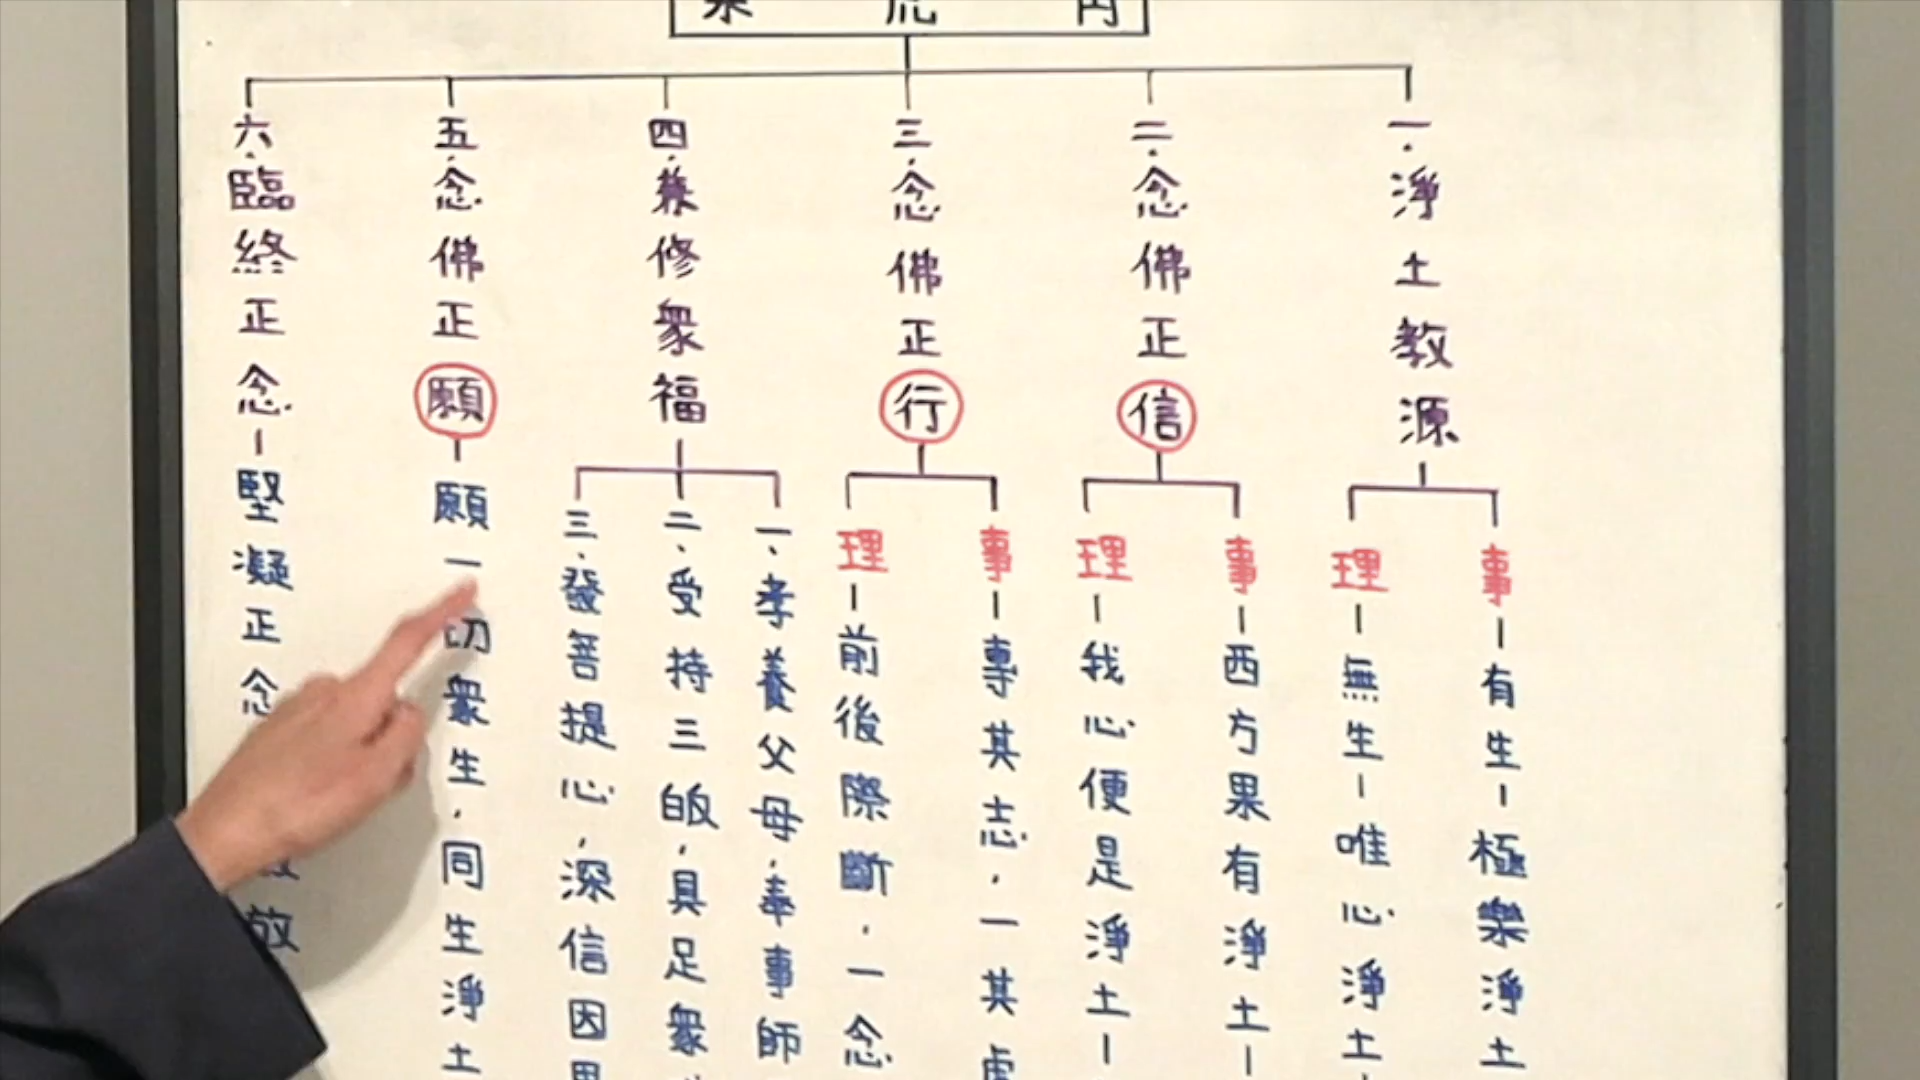 一.淨土教源
事-有生-極樂淨土
理-無生-唯心淨土-
二.念佛正信
事-西方果有淨土-
理-我心便是淨土-
三.念佛正行
事-專其志.一其
理-前後際斷.一念
四.兼修衆福
一.孝養父母.奉事師
二.受持三皈,具足衆
三.發菩提心,深信因
五.念佛正願-願一切衆生.同生淨土
六.臨終正念-堅凝正念
放